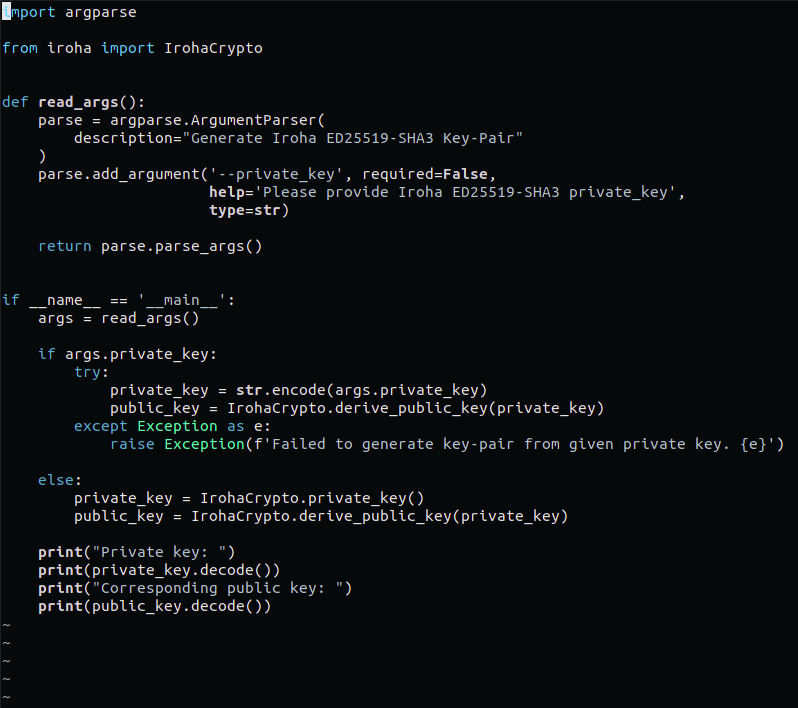 import argparse

from iroha import IrohaCrypto


def read_args():
    parse = argparse.ArgumentParser(
        description="Generate Iroha ED25519-SHA3 Key-Pair"
    )
    parse.add_argument('--private_key', required=False,
                       help='Please provide Iroha ED25519-SHA3 private_key',
                       type=str)

    return parse.parse_args()


if __name__ == '__main__':
    args = read_args()

    if args.private_key:
        try:
            private_key = str.encode(args.private_key)
            public_key = IrohaCrypto.derive_public_key(private_key)
        except Exception as e:
            raise Exception(f'Failed to generate key-pair from given private key. {e}')

    else:
        private_key = IrohaCrypto.private_key()
        public_key = IrohaCrypto.derive_public_key(private_key)

    print("Private key: ")
    print(private_key.decode())
    print("Corresponding public key: ")
    print(public_key.decode())
~
~
~
~
~